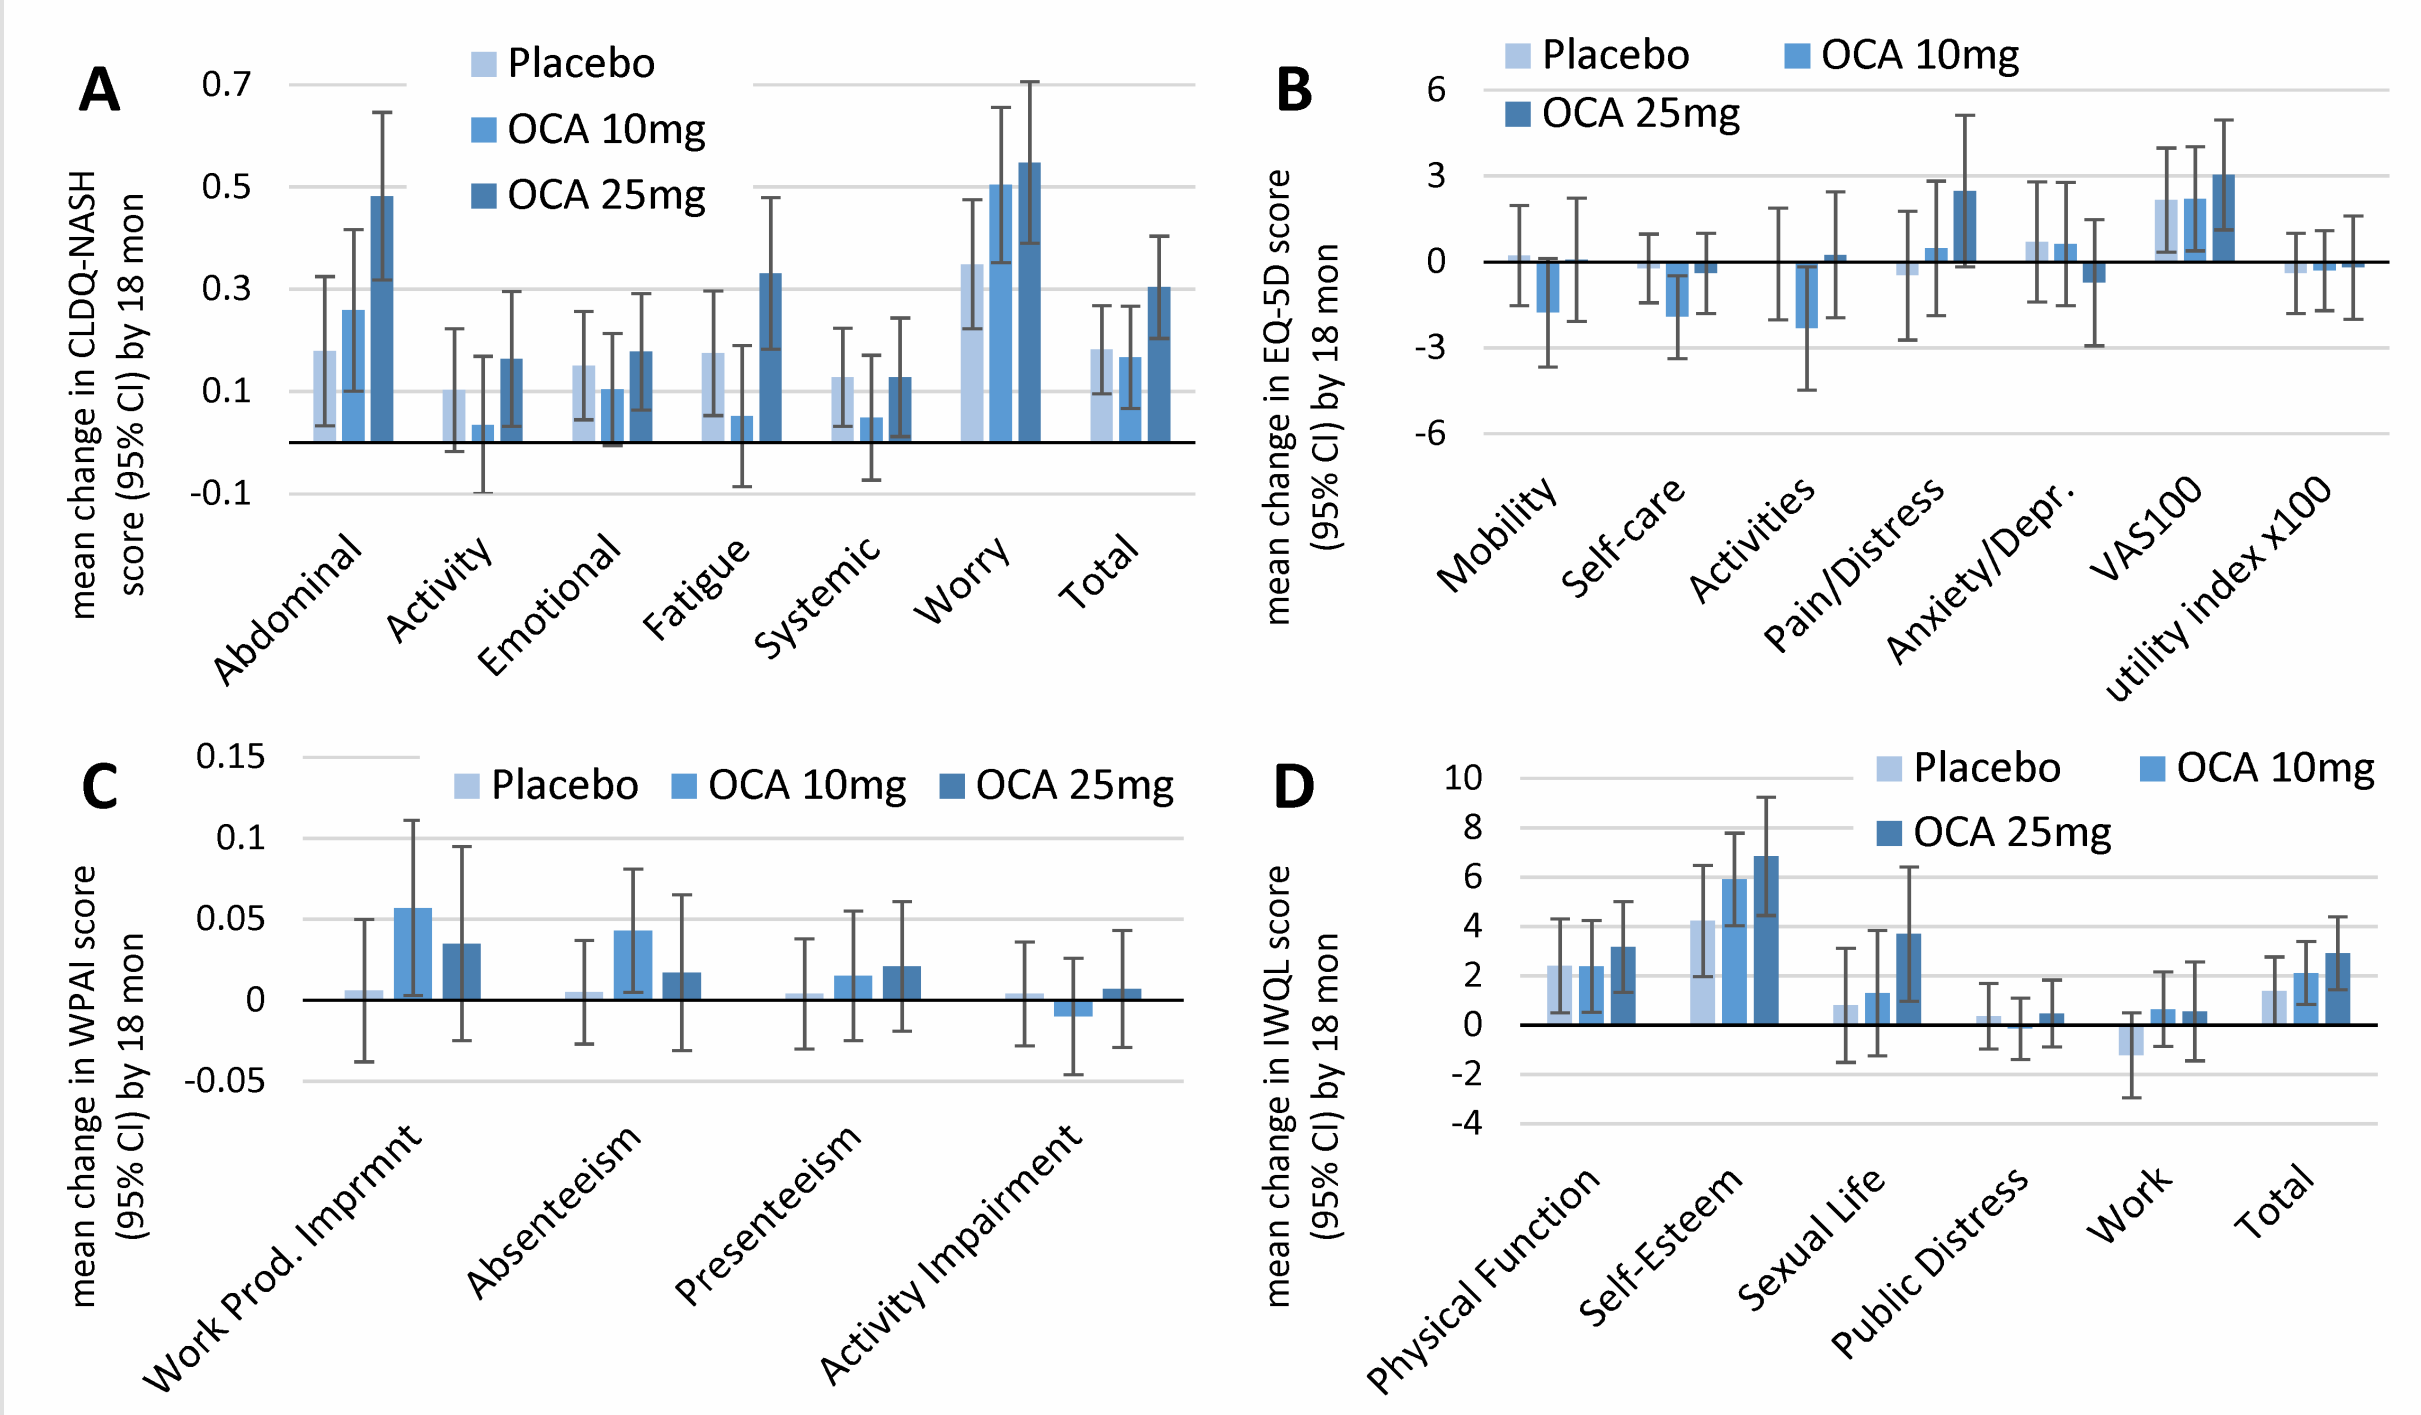 A
Placebo
OCA 10mg
OCA 25mg
mean change in CLDQ-NASH
score (95% CI) by 18 mon
0.7
0.5
0.3
0.1
-0.1
Abdominal
Activity
Emotional
Fatigue
Systemic
Worry
Total
B
Placebo
OCA 10mg
OCA 25mg
mean change in EQ-5D score
(95% CI) by 18 mon
6
3
0
-3
-6
Mobility
Self-care
Activities
Pain/Distress
Anxiety/Depr.
VAS100
utility index x100
C
Placebo
OCA 10mg
OCA 25mg
mean change in WPAI score
(95% CI) by 18 mon
0.15
0.1
0.05
0
-0.05
Work Prod. Imprmnt
Absenteeism
Presenteeism
Activity Impairment
D
Placebo
OCA 10mg
OCA 25mg
mean change in IWQL score
(95% CI) by 18 mon
10
8
6
4
2
0
-2
-4
Physical Function
Self-Esteem
Sexual Life
Public Distress
Work
Total